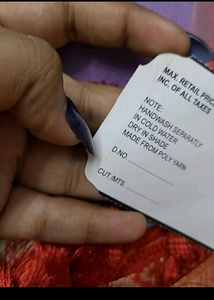 MAX. RETAIL PRIC
INC. OF ALL TAXES
NOTE:
HANDWASH SEPARATLY
IN COLD WATER
DRY IN SHADE
MADE FROM POLY YARN
D.NO.
CUT/MTS.